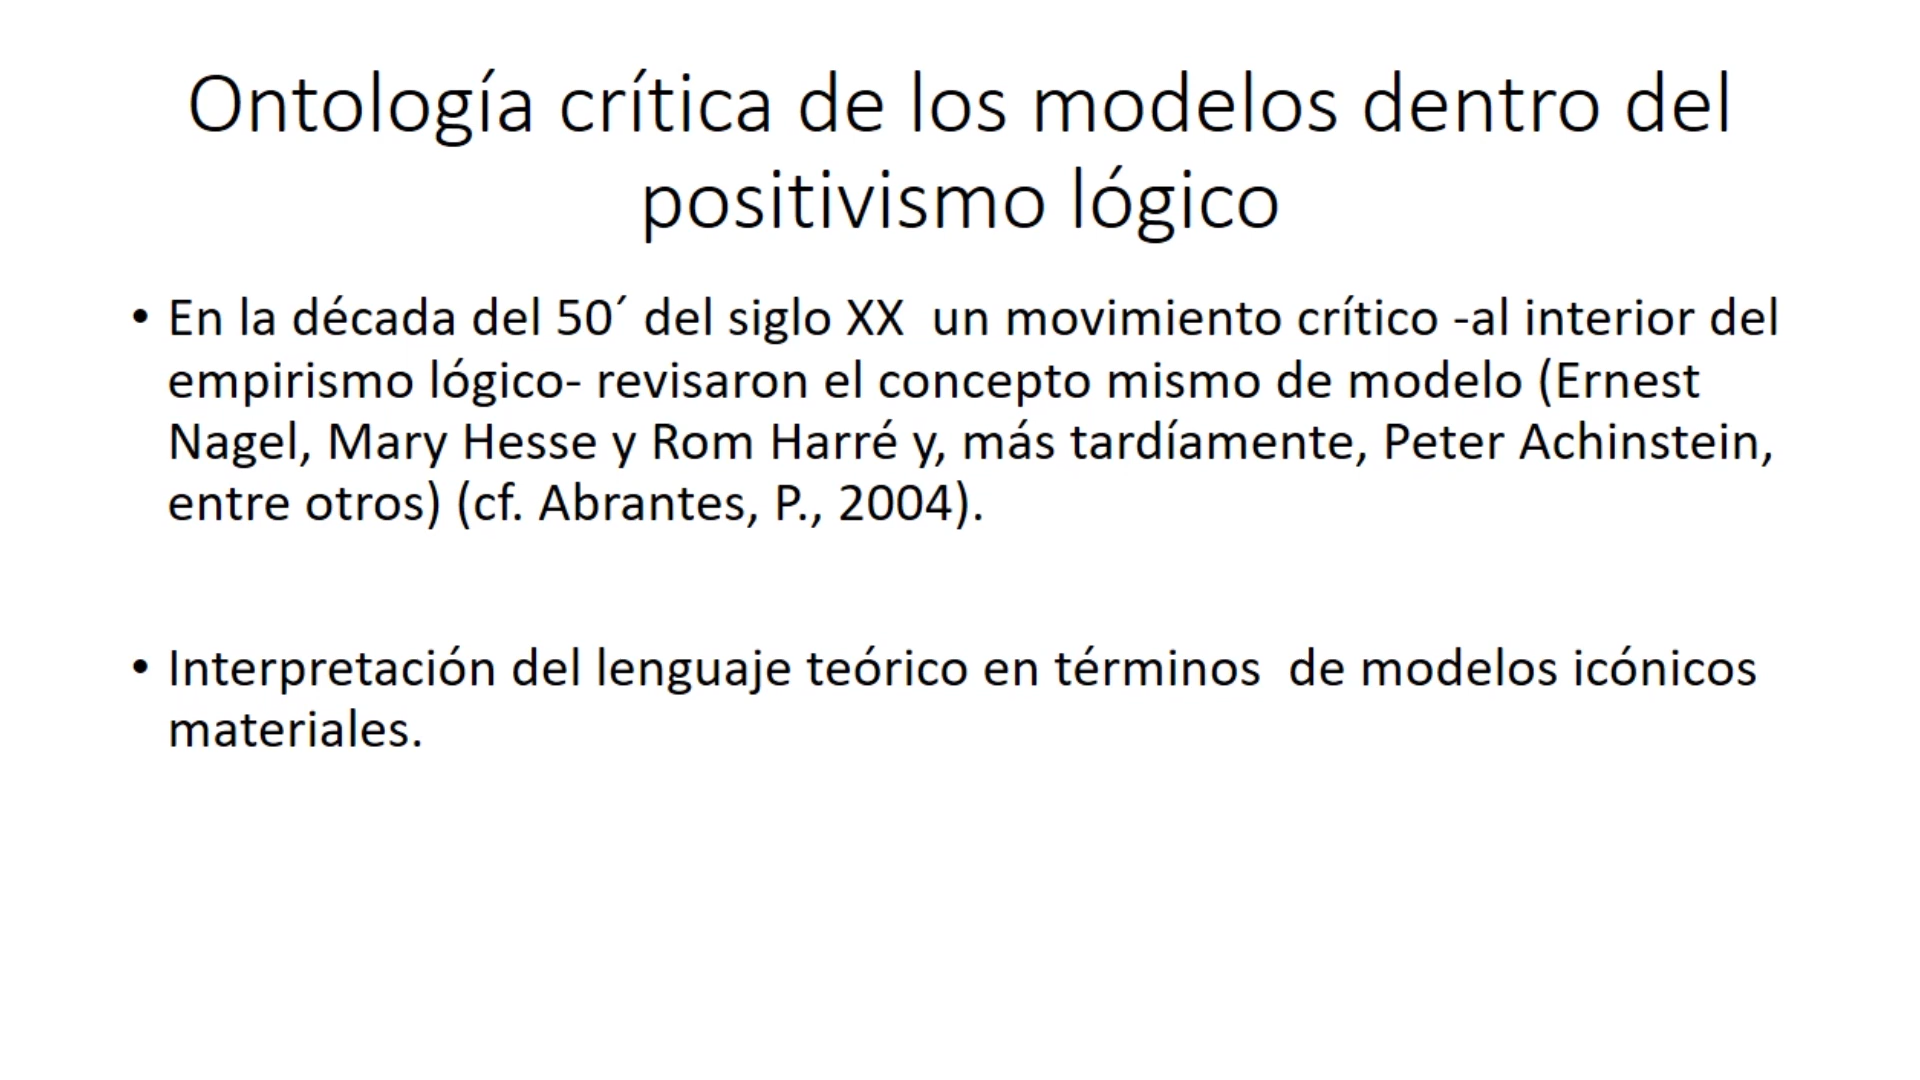 Ontología crítica de los modelos dentro del
positivismo lógico
• En la década del 50´ del siglo XX  un movimiento crítico -al interior del
empirismo lógico- revisaron el concepto mismo de modelo (Ernest
Nagel, Mary Hesse y Rom Harré y, más tardíamente, Peter Achinstein,
entre otros) (cf. Abrantes, P., 2004).
• Interpretación del lenguaje teórico en términos  de modelos icónicos
materiales.